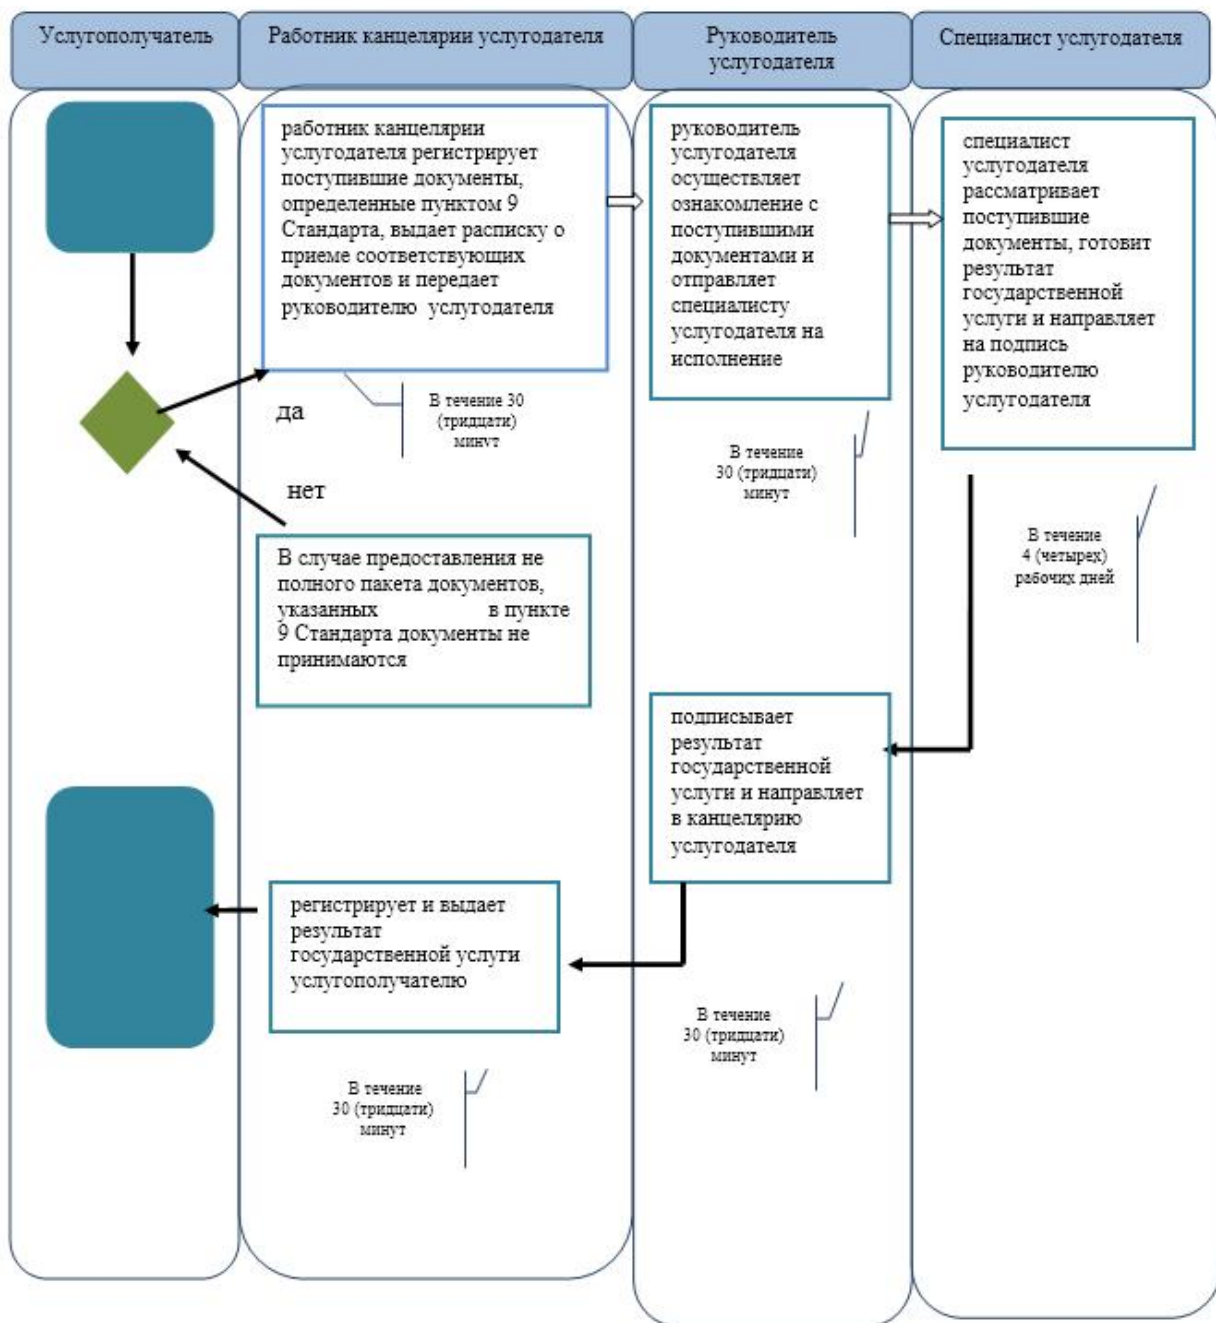 Услугополучатель
Работник канцелярии услугодателя
Руководитель
услугодателя
Специалист услугодателя
работник канцелярии
услугодателя регистрирует
поступившие документы,
определенные пунктом 9
Стандарта, выдает расписку о
приеме соответствующих
документов и передает
руководителю услугодателя
руководитель
услугодателя
осуществляет
ознакомление с
поступившими
документами и
отправляет
специалисту
услугодателя на
исполнение
специалист
услугодателя
рассматривает
поступившие
документы, готовит
результат
государственной
услуги и направляет
на подпись
руководителю
услугодателя
да
В течение 30
(тридцати)
минут
В течение
30 (тридцати)
минут
В течение
4 (четырех)
рабочих дней
нет
В случае предоставления не
полного пакета документов,
указанных в пункте
9 Стандарта документы не
принимаются
подписывает
результат
государственной
услуги и направляет
в канцелярию
услугодателя
регистрирует и выдает
результат
государственной услуги
услугополучателю
В течение
30 (тридцати)
минут
В течение
30 (тридцати)
минут